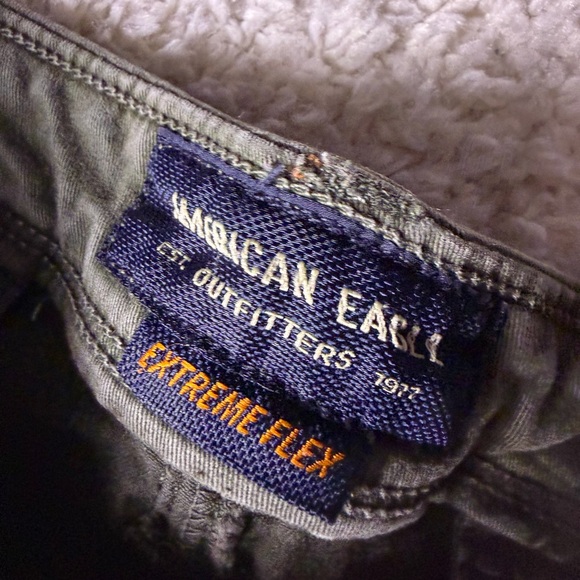 AMERICAN EAGLE
EST. OUTFITTERS 1977
EXTREME FLEX